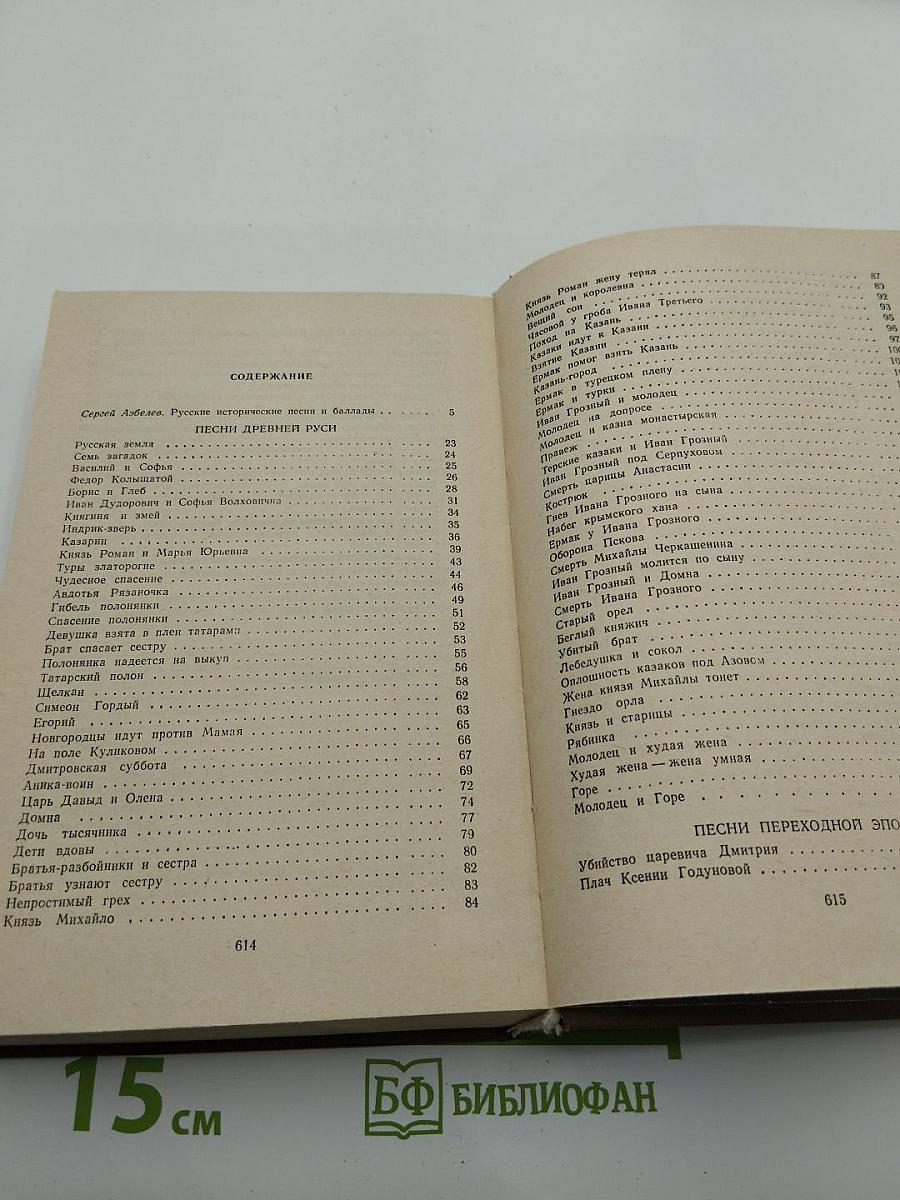 СОДЕРЖАНИЕ
Сергей Азбелев. Русские исторические песни и баллады . . . . . . . 5
ПЕСНИ ДРЕВНЕЙ РУСИ
Русская земля 23
Семь загадок 24
Василий и Софья 25
Федор Колыщатой 26
Борис и Глеб 28
Иван Дудорович и Софья Волховична 31
Княгиня и змей 34
Индрик-зверь 35
Казарин 36
Князь Роман и Марья Юрьевна 39
Туры златорогие 43
Чудесное спасение 44
Авдотья Рязаночка 46
Гибель полонянки 49
Спасение полонянки 51
Девушка взята в плен татарами 52
Брат спасает сестру 53
Полонянка надеется на выкуп 55
Татарский полон 56
Щелкан 58
Симеон Гордый 62
Егорий 63
Новгородцы идут против Мамая 65
На поле Куликовом 66
Дмитровская суббота 67
Аника-воин 69
Царь Давыд и Олена 72
Домна 74
Дочь тысячника 77
Дети вдовы 79
Братья-разбойники и сестра 80
Братья узнают сестру 82
Непростимый грех 83
Князь Михайло 84
614
Князь Роман жену терял 87
Молодец и королевна 89
Вещий сон 92
Часовой у гроба Ивана Третьего 93
Поход на Казань 95
Казаки идут к Казани 96
Взятие Казани 97
Ермак помог взять Казань
Казань-город
Ермак в турецком плену
Ермак и турки
Иван Грозный и молодец
Молодец на допросе
Молодец и казна монастырская
Правеж
Терские казаки и Иван Грозный
Иван Грозный под Серпуховом
Смерть царицы Анастасии
Кострюк
Гнев Ивана Грозного на сына
Набег крымского хана
Ермак у Ивана Грозного
Оборона Пскова
Смерть Михайлы Черкашенина
Иван Грозный молится по сыну
Иван Грозный и Домна
Смерть Ивана Грозного
Старый орел
Беглый княжич
Убитый брат
Лебедушка и сокол
Оплошность казаков под Азовом
Жена князя Михайлы тонет
Гнездо орла
Князь и старицы
Рябинка
Молодец и худая жена
Худая жена — жена умная
Горе
Молодец и Горе
ПЕСНИ ПЕРЕХОДНОЙ ЭПО
Убийство царевича Дмитрия
Плач Ксении Годуновой
615
15 см
БФ БИБЛИОФАН